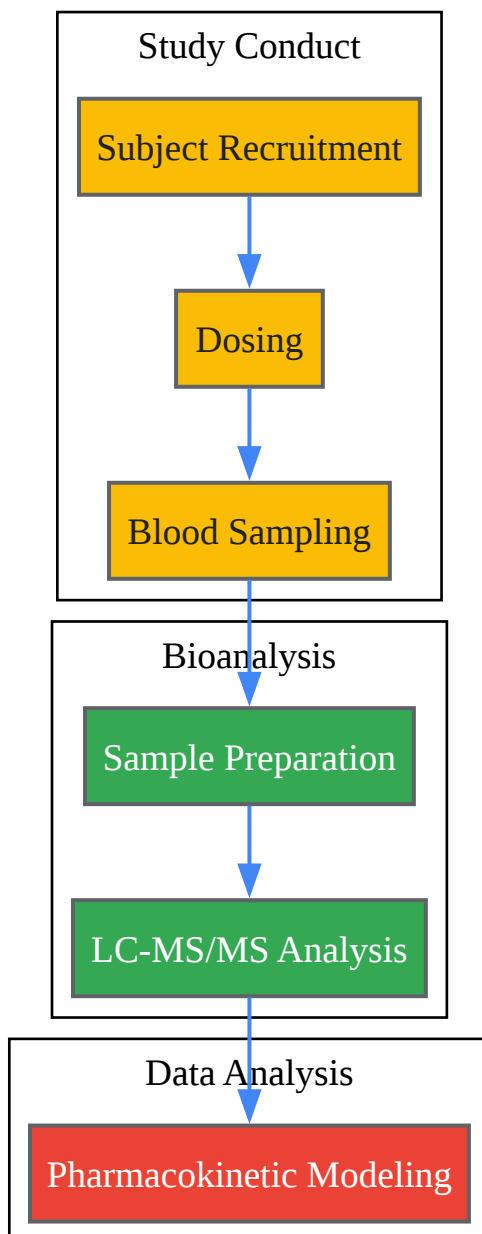 Study Conduct
Subject Recruitment
Dosing
Blood Sampling
Bioanalysis
Sample Preparation
LC-MS/MS Analysis
Data Analysis
Pharmacokinetic Modeling